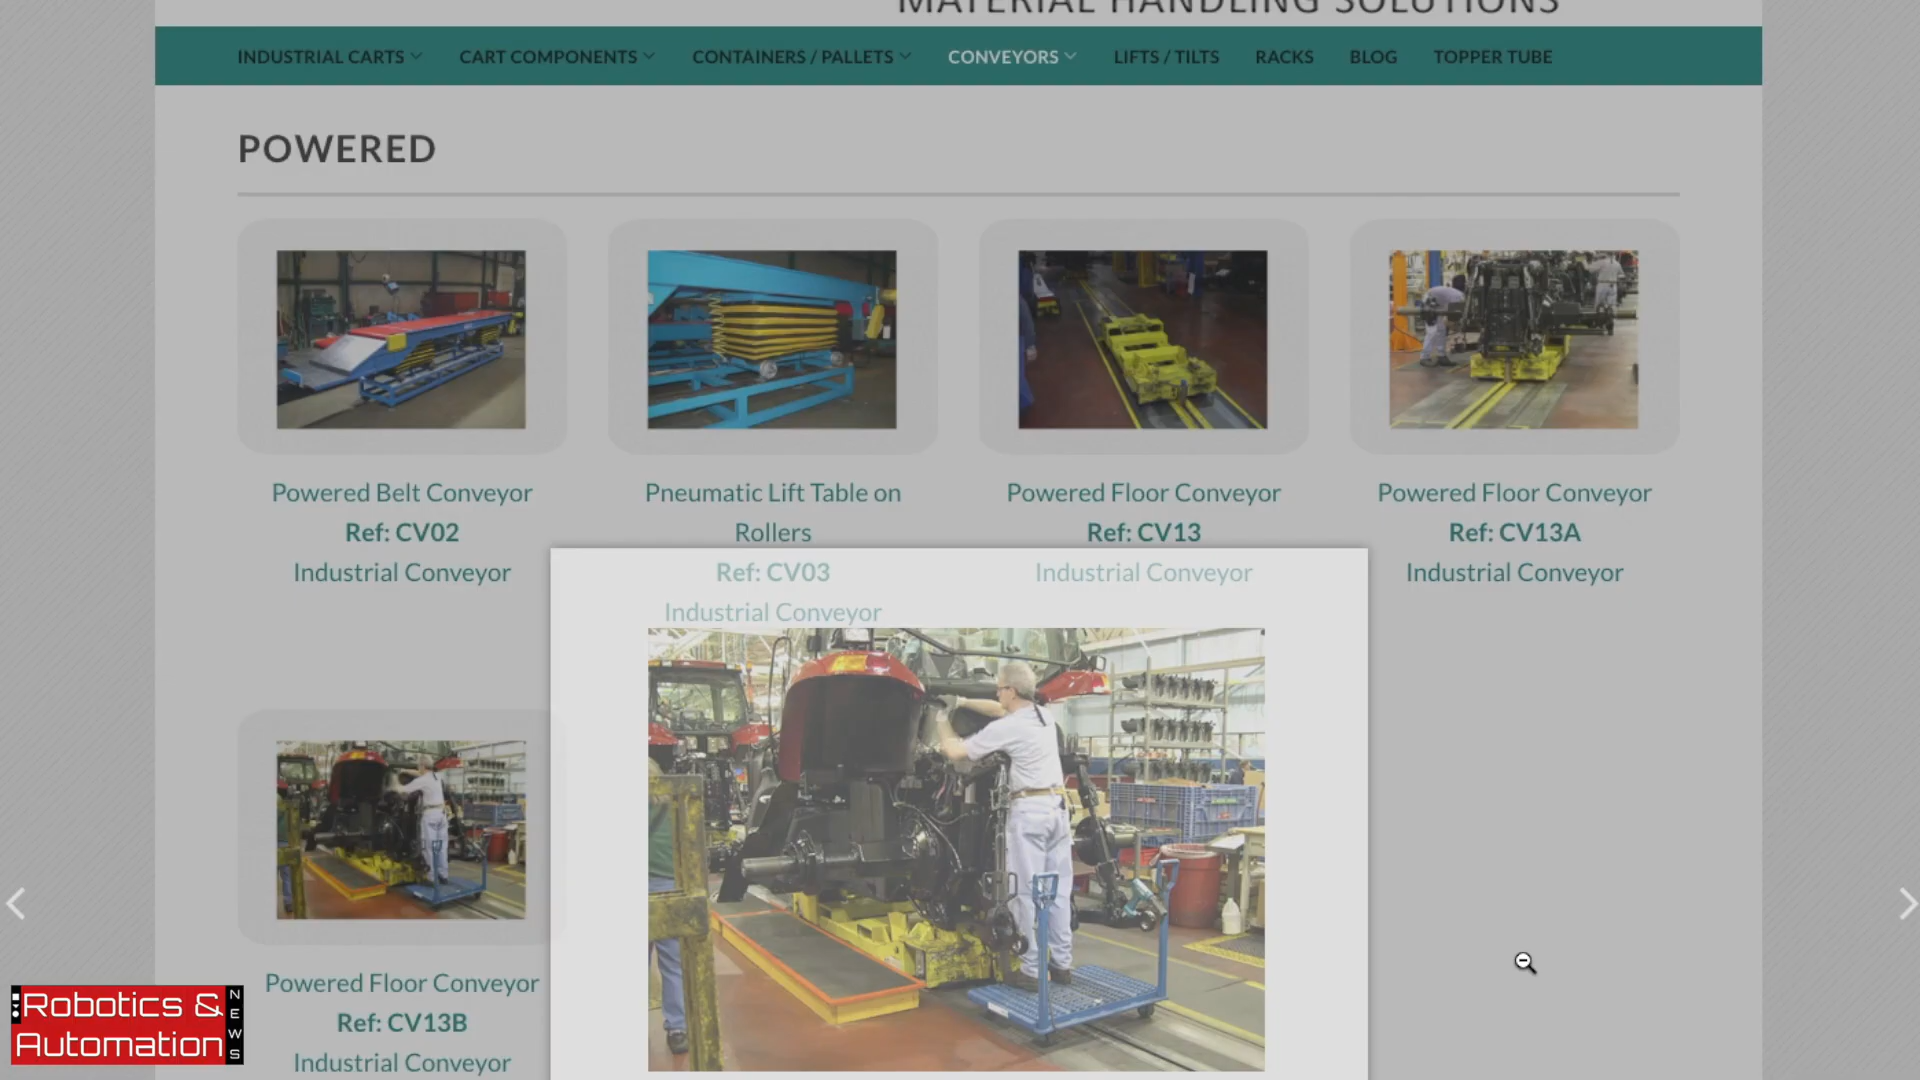 MATERIAL HANDLING SOLUTIONS
INDUSTRIAL CARTS CART COMPONENTS CONTAINERS / PALLETS CONVEYORS LIFTS / TILTS RACKS BLOG TOPPER TUBE
POWERED
Powered Belt Conveyor
Ref: CV02
Industrial Conveyor
Pneumatic Lift Table on
Rollers
Ref: CV03
Industrial Conveyor
Powered Floor Conveyor
Ref: CV13
Industrial Conveyor
Powered Floor Conveyor
Ref: CV13A
Industrial Conveyor
Powered Floor Conveyor
Ref: CV13B
Industrial Conveyor
Robotics &
Automation
NEWS